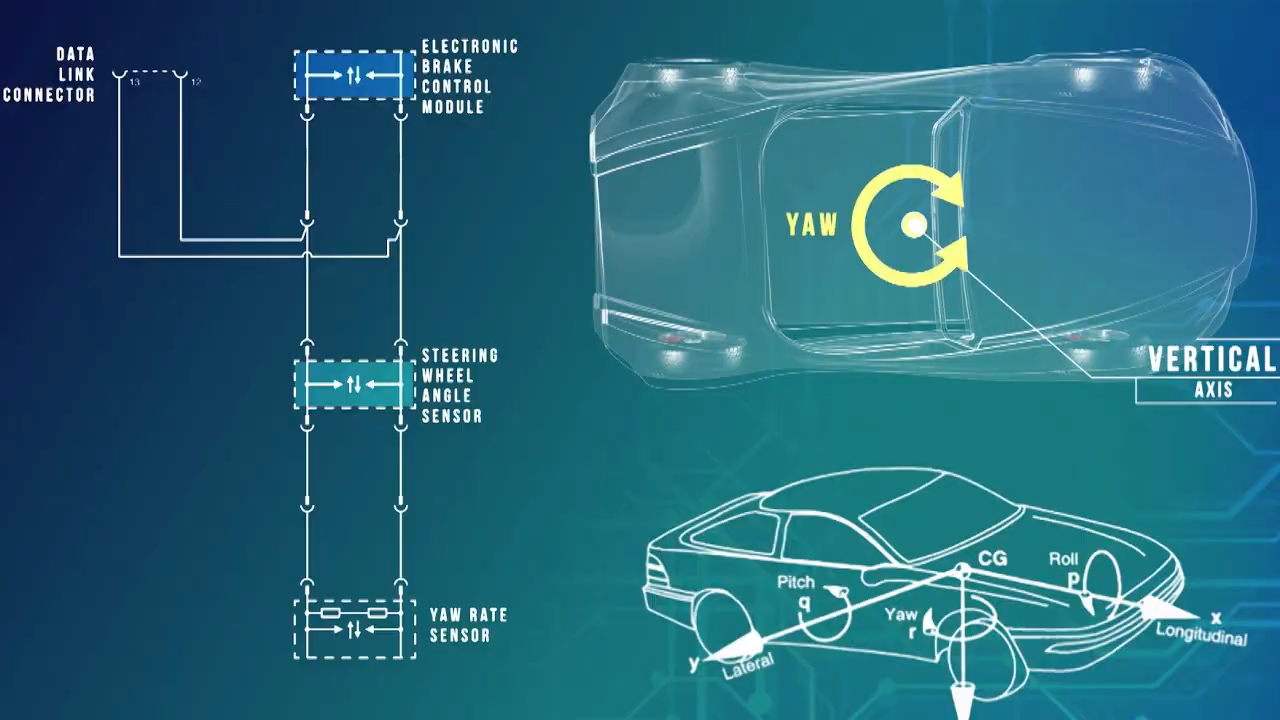 DATA
LINK
CONNECTOR
13
12
ELECTRONIC
BRAKE
CONTROL
MODULE
STEERING
WHEEL
ANGLE
SENSOR
YAW RATE
SENSOR
YAW
VERTICAL
AXIS
CG
Roll
p
Pitch
q
Yaw
r
x
Longitudinal
y
Lateral